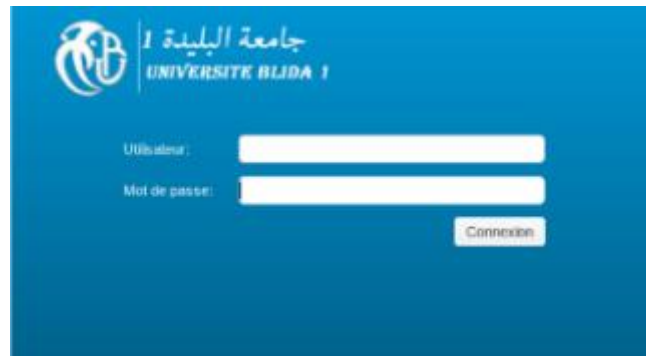 جامعة البليدة 1
UNIVERSITE BLIDA 1
Utilisateur:
Mot de passe:
Connexion